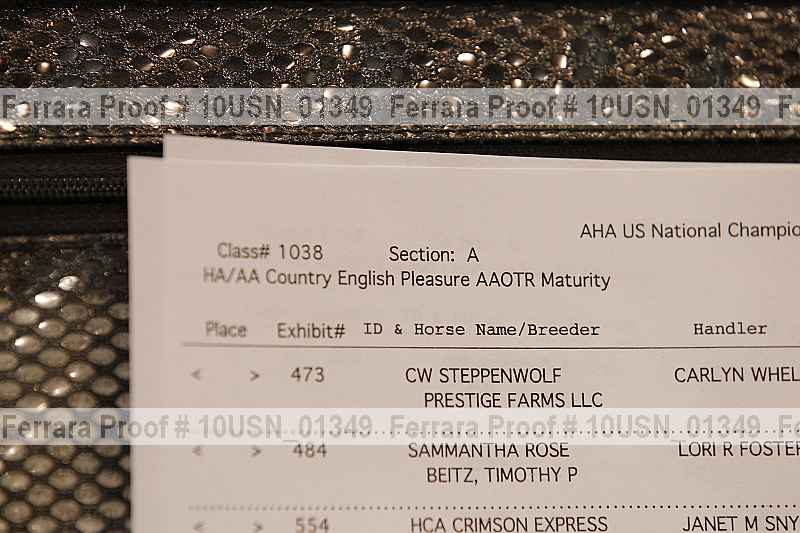 Ferrara Proof # 10USN_01349 Ferrara Proof # 10USN_01349 F
AHA US National Champio
Class# 1038 Section: A
HA/AA Country English Pleasure AAOTR Maturity
Place Exhibit# ID & Horse Name/Breeder Handler
< > 473 CW STEPPENWOLF CARLYN WHEL
PRESTIGE FARMS LLC
Ferrara Proof # 10USN_01349 Ferrara Proof # 10USN_01349 F
< > 484 SAMMANTHA ROSE LORI R FOSTER
BEITZ, TIMOTHY P
< > 554 HCA CRIMSON EXPRESS JANET M SNY